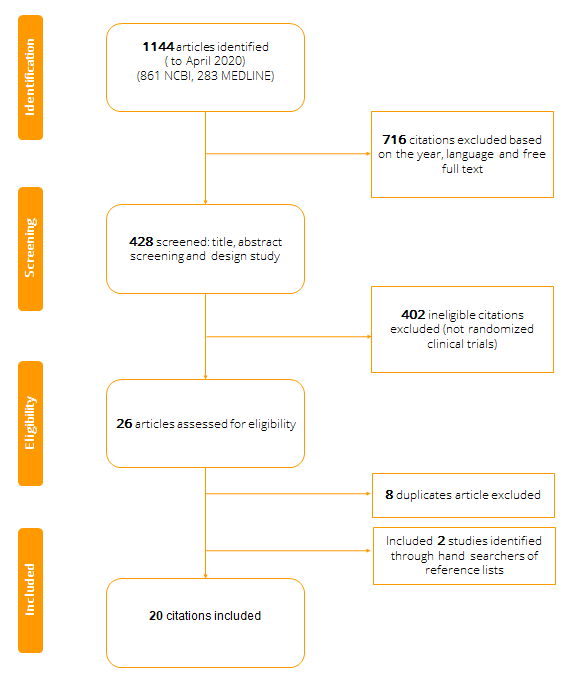 Identification
1144 articles identified
( to April 2020)
(861 NCBI, 283 MEDLINE)
716 citations excluded based
on the year, language and free
full text
Screening
428 screened: title, abstract
screening and design study
402 ineligible citations
excluded (not randomized
clinical trials)
Eligibility
26 articles assessed for eligibility
8 duplicates article excluded
Included 2 studies identified
through hand searchers of
reference lists
Included
20 citations included